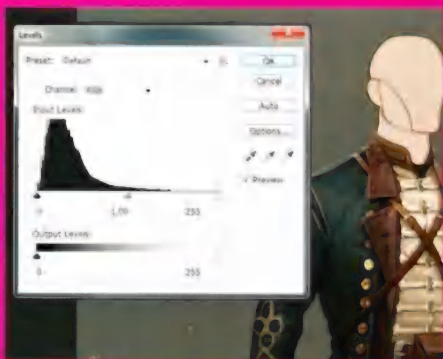 Levels
Preset: Default
OK
Channel: RGB
Cancel
Input Levels:
Auto
Options...
Preview
0 1.00 255
Output Levels:
0 255